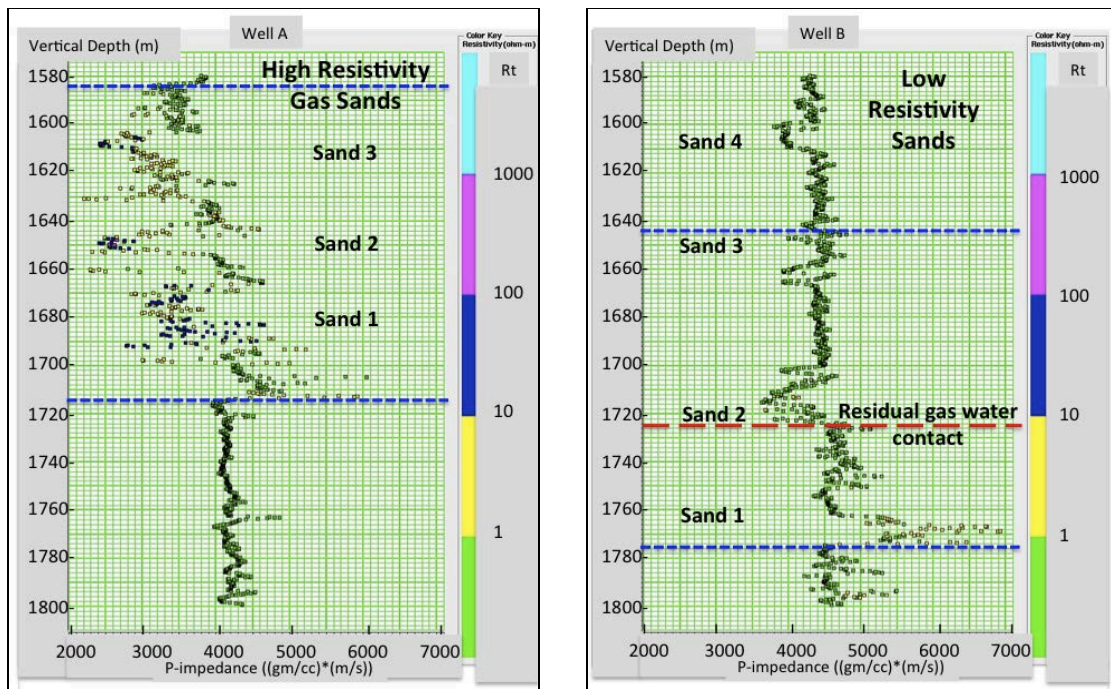 Well A
Vertical Depth (m)
Color Key
Resistivity(ohm-m)
Rt
High Resistivity
Gas Sands
Sand 3
Sand 2
Sand 1
1580
1600
1620
1640
1660
1680
1700
1720
1740
1760
1780
1800
1000
100
10
1
2000 3000 4000 5000 6000 7000
P-impedance ((gm/cc)*(m/s))
Well B
Vertical Depth (m)
Color Key
Resistivity(ohm-m)
Rt
Low
Resistivity
Sands
Sand 4
Sand 3
Sand 2
Residual gas water
contact
Sand 1
1580
1600
1620
1640
1660
1680
1700
1720
1740
1760
1780
1800
1000
100
10
1
2000 3000 4000 5000 6000 7000
P-impedance ((gm/cc)*(m/s))